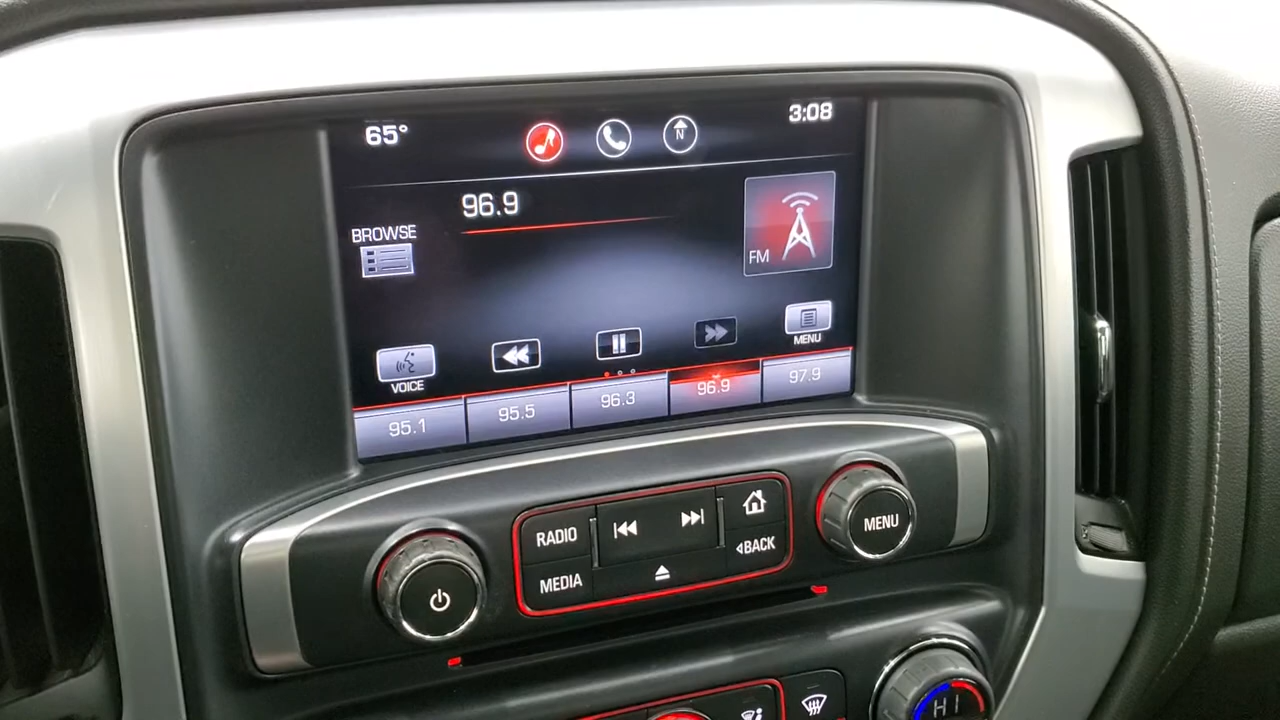 65°
3:08
N
96.9
BROWSE
FM
VOICE
MENU
95.1
95.5
96.3
96.9
97.9
RADIO
MEDIA
BACK
MENU
HI